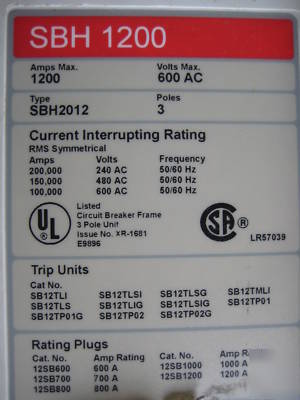 SBH 1200
Amps Max. Volts Max.
1200 600 AC
Type Poles
SBH2012 3
Current Interrupting Rating
RMS Symmetrical
Amps Volts Frequency
200,000 240 AC 50/60 Hz
150,000 480 AC 50/60 Hz
100,000 600 AC 50/60 Hz
UL Listed
Circuit Breaker Frame
3 Pole Unit
Issue No. XR-1681
E9896
SA ® LR57039
Trip Units
Cat No.
SB12TLI SB12TLSI SB12TLSG SB12TMLI
SB12TLS SB12TLIG SB12TLSIG SB12TP01
SB12TP01G SB12TP02 SB12TP02G
Rating Plugs
Cat. No. Amp Rating Cat. No. Amp Ra
12SB600 600 A 12SB1000 1000 A
12SB700 700 A 12SB1200 1200 A
12SB800 800 A